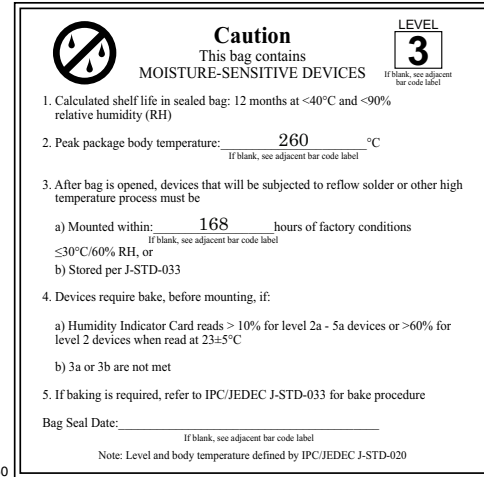 Caution
LEVEL
3
This bag contains
MOISTURE-SENSITIVE DEVICES
If blank, see adjacent
bar code label
1. Calculated shelf life in sealed bag: 12 months at <40°C and <90%
relative humidity (RH)
2. Peak package body temperature: 260 °C
If blank, see adjacent bar code label
3. After bag is opened, devices that will be subjected to reflow solder or other high
temperature process must be
a) Mounted within: 168 hours of factory conditions
If blank, see adjacent bar code label
≤30°C/60% RH, or
b) Stored per J-STD-033
4. Devices require bake, before mounting, if:
a) Humidity Indicator Card reads > 10% for level 2a - 5a devices or >60% for
level 2 devices when read at 23±5°C
b) 3a or 3b are not met
5. If baking is required, refer to IPC/JEDEC J-STD-033 for bake procedure
Bag Seal Date:
If blank, see adjacent bar code label
Note: Level and body temperature defined by IPC/JEDEC J-STD-020